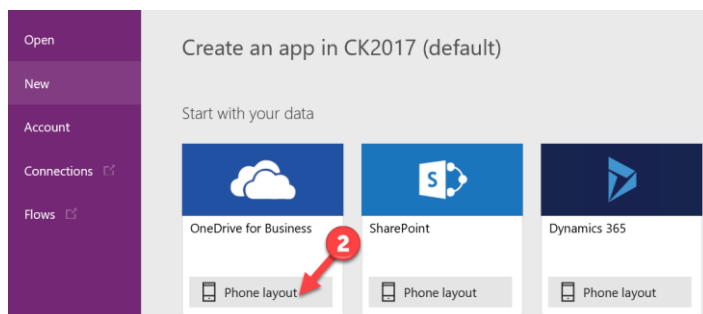 Open
New
Account
Connections
Flows
Create an app in CK2017 (default)
Start with your data
OneDrive for Business
2
Phone layout
S
SharePoint
Phone layout
Dynamics 365
Phone layout